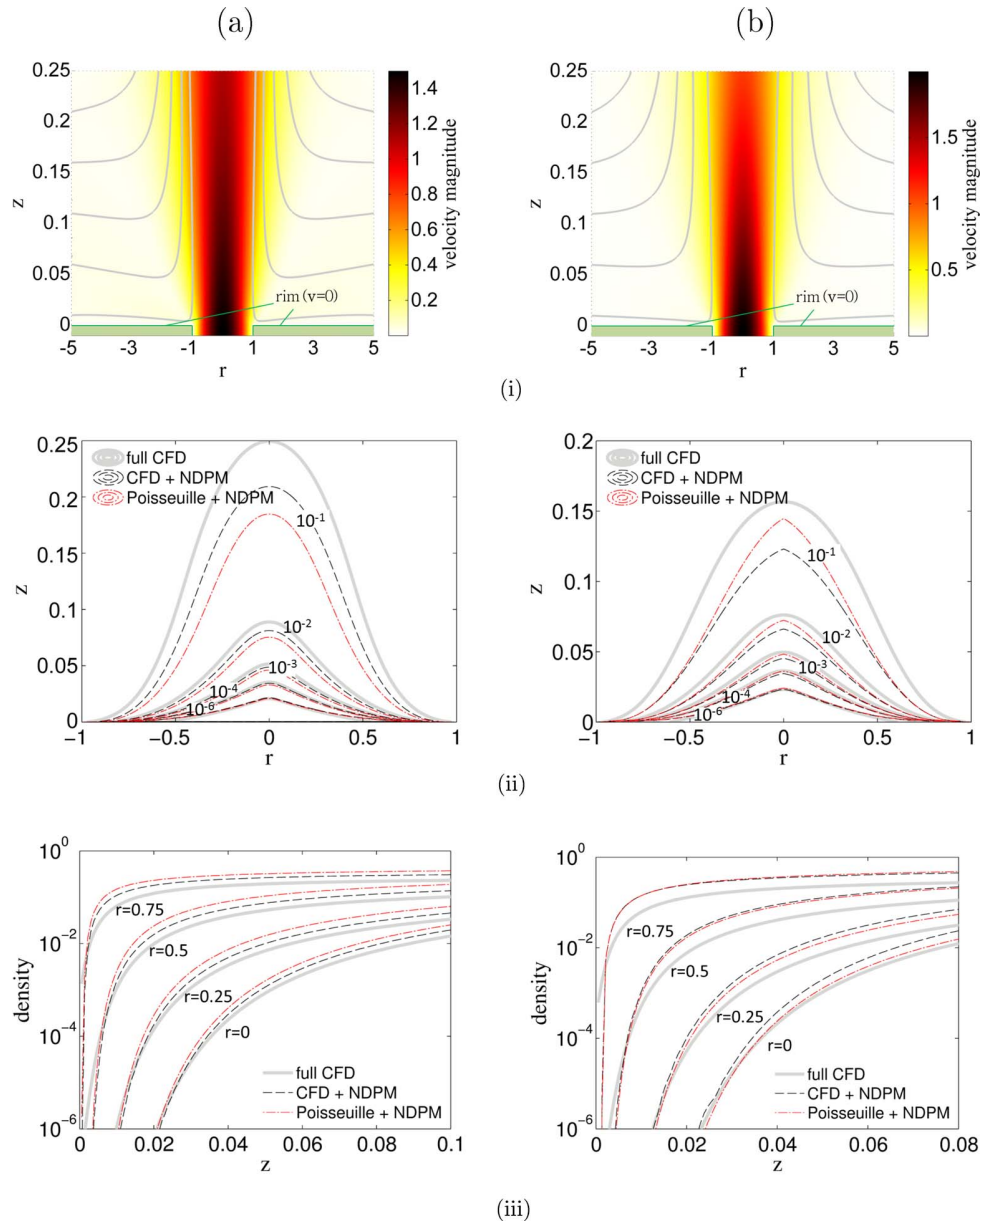 (a)
(b)
0.25
0.2
0.15
0.1
0.05
0
z
-5
-3
-1
1
3
5
r
rim (v=0)
1.4
1.2
1
0.8
0.6
0.4
0.2
velocity magnitude
0.25
0.2
0.15
0.1
0.05
0
z
-5
-3
-1
1
3
5
r
rim (v=0)
1.5
1
0.5
velocity magnitude
(i)
0.25
0.2
0.15
0.1
0.05
0
z
−1
−0.5
0
0.5
1
r
full CFD
CFD + NDPM
Poisseuille + NDPM
10-1
10-2
10-3
10-4
10-6
0.2
0.15
0.1
0.05
0
z
−1
−0.5
0
0.5
1
r
full CFD
CFD + NDPM
Poisseuille + NDPM
10-1
10-2
10-3
10-4
10-6
(ii)
10^0
10^−2
10^−4
10^−6
density
0
0.02
0.04
0.06
0.08
0.1
z
r=0.75
r=0.5
r=0.25
r=0
full CFD
CFD + NDPM
Poisseuille + NDPM
10^0
10^−2
10^−4
10^−6
density
0
0.02
0.04
0.06
0.08
z
r=0.75
r=0.5
r=0.25
r=0
full CFD
CFD + NDPM
Poisseuille + NDPM
(iii)